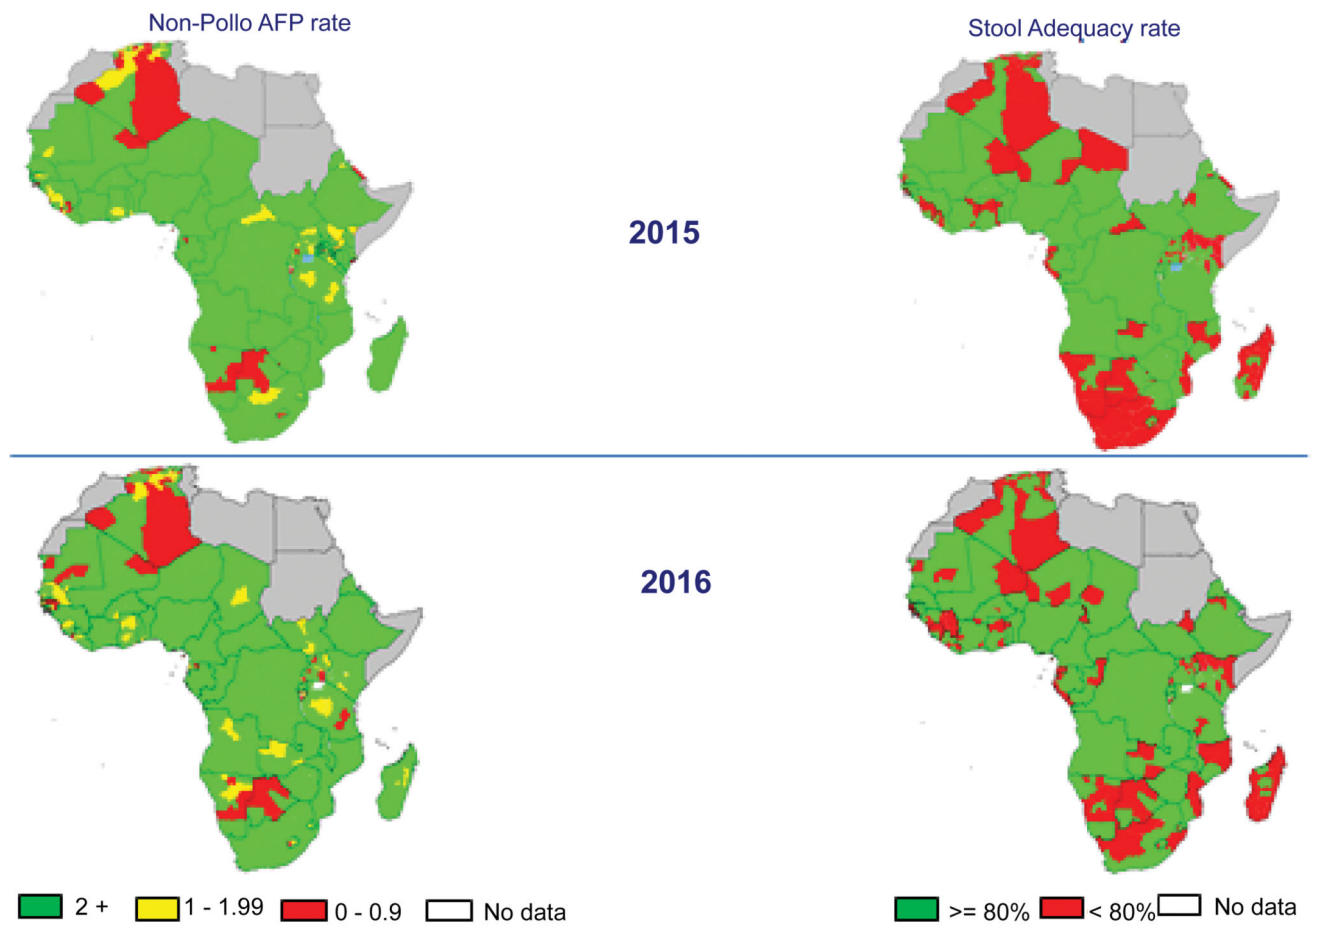 Non-Pollo AFP rate
Stool Adequacy rate
2015
2016
2 +
1 - 1.99
0 - 0.9
No data
>= 80%
< 80%
No data